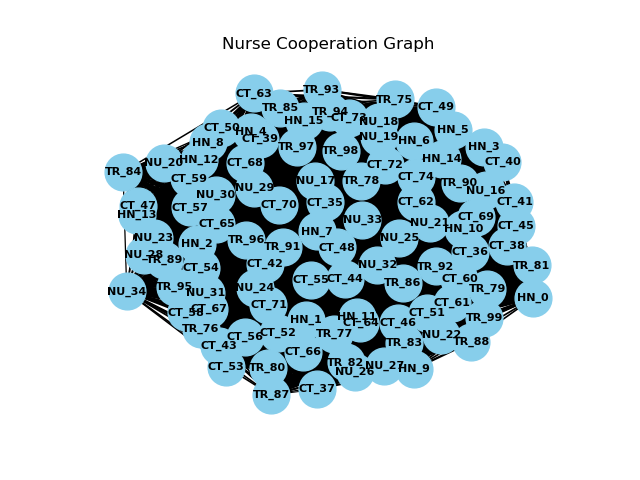 Nurse Cooperation Graph
CT_63
TR_93
TR_75
TR_85
CT_49
TR_94
CT_73
NU_18
HN_15
CT_50
HN_4
HN_5
CT_39
NU_19
HN_6
HN_8
TR_97
TR_98
HN_3
HN_14
HN_12
NU_20
CT_68
CT_72
CT_40
TR_84
CT_59
CT_74
NU_17
TR_78
TR_90
NU_29
NU_16
NU_30
CT_47
CT_57
CT_70
CT_35
CT_62
CT_41
HN_13
CT_69
CT_65
NU_33
NU_21
CT_45
HN_10
HN_7
NU_23
TR_96
NU_25
HN_2
TR_91
CT_48
CT_38
CT_36
NU_28
TR_89
CT_42
NU_32
TR_92
TR_81
CT_54
CT_55
CT_44
CT_60
TR_86
NU_34
TR_95
NU_31
NU_24
TR_79
HN_0
CT_67
CT_71
CT_61
CT_58
CT_51
HN_1
HN_11
CT_64
CT_46
TR_99
TR_76
CT_52
TR_77
NU_22
CT_56
TR_83
TR_88
CT_43
CT_66
CT_53
TR_80
TR_82
NU_27
HN_9
NU_26
CT_37
TR_87